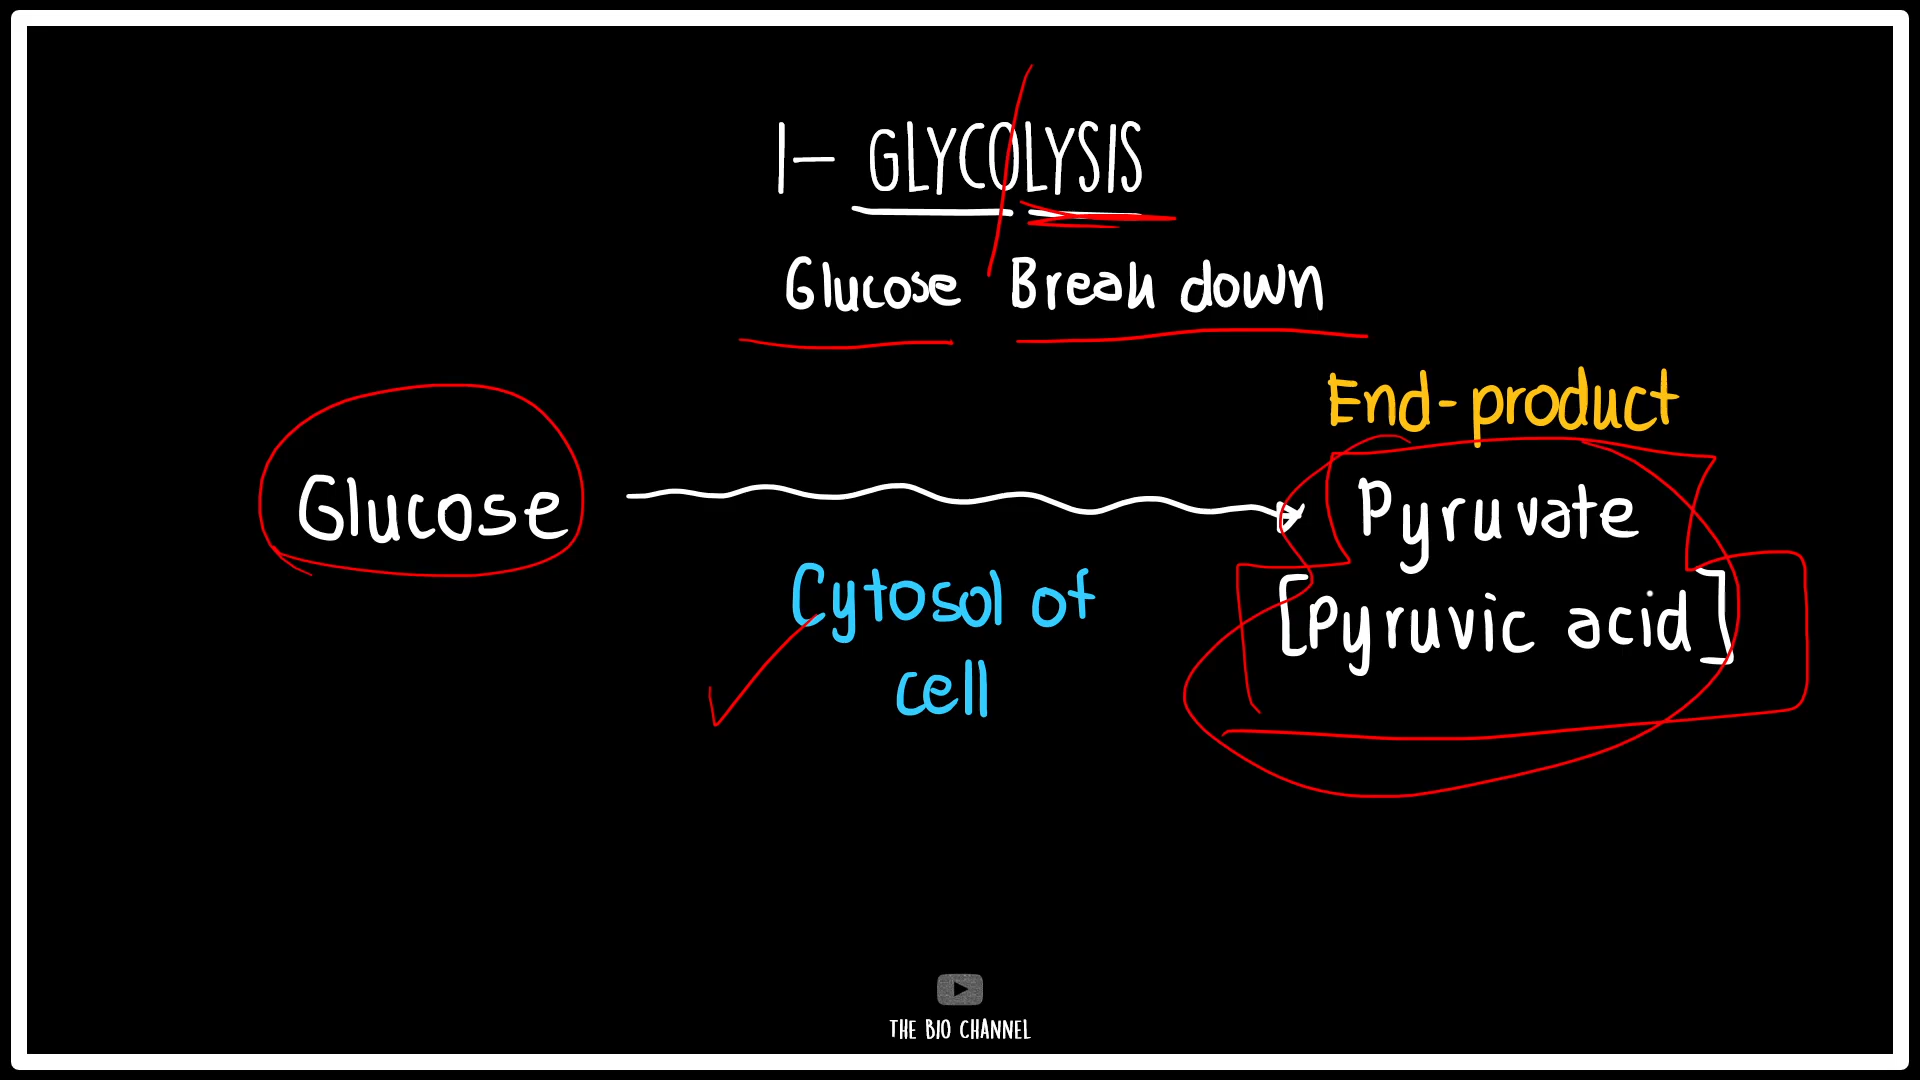 1- GLYCOLYSIS
Glucose Break down
End-product
Glucose
Pyruvate
Cytosol of
cell
[Pyruvic acid]
THE BIO CHANNEL